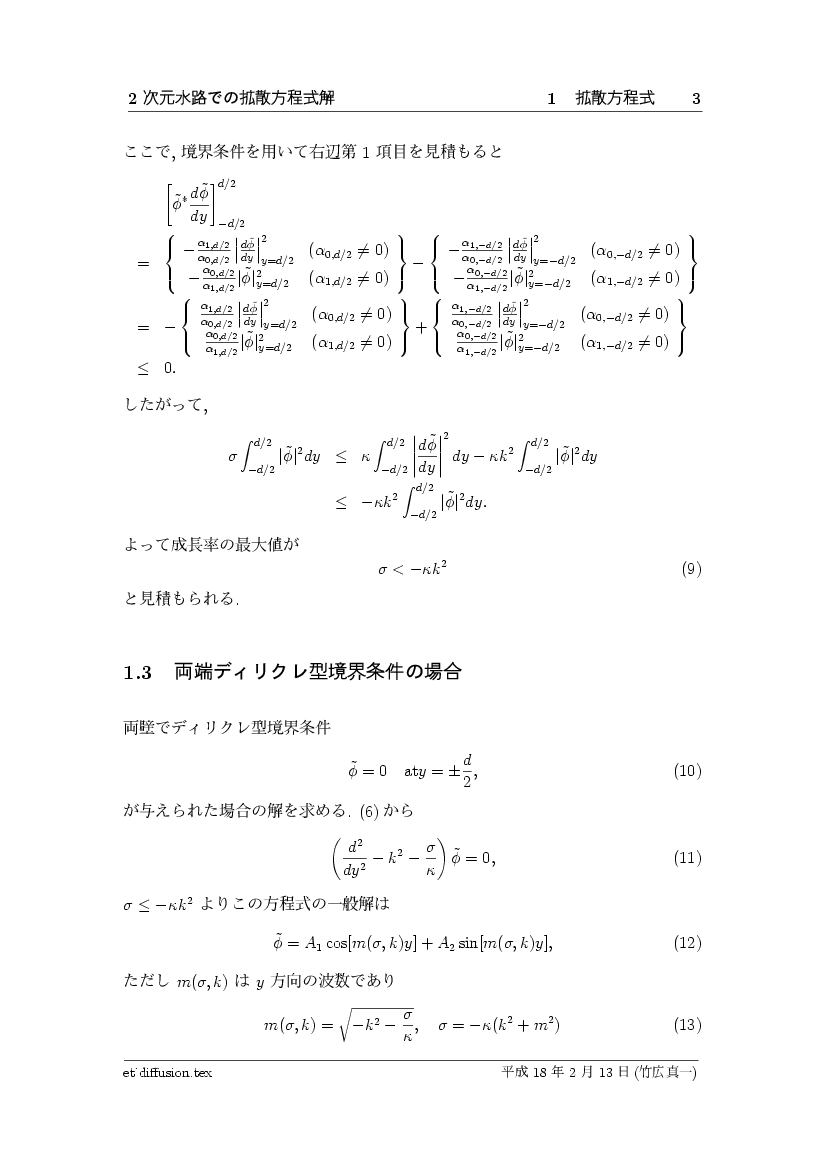 2 次元水路での拡散方程式解 1 拡散方程式 3
ここで, 境界条件を用いて右辺第 1 項目を見積もると
$\left[\tilde{\phi}^*\frac{d\tilde{\phi}}{dy}\right]_{-d/2}^{d/2}$
$= \left\{\begin{array}{cc} -\frac{\alpha_{1,d/2}}{\alpha_{0,d/2}}\left|\frac{d\tilde{\phi}}{dy}\right|^2_{y=d/2} & (\alpha_{0,d/2} \neq 0) \\ -\frac{\alpha_{0,d/2}}{\alpha_{1,d/2}}|\tilde{\phi}|^2_{y=d/2} & (\alpha_{1,d/2} \neq 0) \end{array}\right\} - \left\{\begin{array}{cc} -\frac{\alpha_{1,-d/2}}{\alpha_{0,-d/2}}\left|\frac{d\tilde{\phi}}{dy}\right|^2_{y=-d/2} & (\alpha_{0,-d/2} \neq 0) \\ -\frac{\alpha_{0,-d/2}}{\alpha_{1,-d/2}}|\tilde{\phi}|^2_{y=-d/2} & (\alpha_{1,-d/2} \neq 0) \end{array}\right\}$
$= -\left\{\begin{array}{cc} \frac{\alpha_{1,d/2}}{\alpha_{0,d/2}}\left|\frac{d\tilde{\phi}}{dy}\right|^2_{y=d/2} & (\alpha_{0,d/2} \neq 0) \\ \frac{\alpha_{0,d/2}}{\alpha_{1,d/2}}|\tilde{\phi}|^2_{y=d/2} & (\alpha_{1,d/2} \neq 0) \end{array}\right\} + \left\{\begin{array}{cc} \frac{\alpha_{1,-d/2}}{\alpha_{0,-d/2}}\left|\frac{d\tilde{\phi}}{dy}\right|^2_{y=-d/2} & (\alpha_{0,-d/2} \neq 0) \\ \frac{\alpha_{0,-d/2}}{\alpha_{1,-d/2}}|\tilde{\phi}|^2_{y=-d/2} & (\alpha_{1,-d/2} \neq 0) \end{array}\right\}$
$\leq 0.$
したがって,
$\sigma\int_{-d/2}^{d/2}|\tilde{\phi}|^2 dy \leq \kappa\int_{-d/2}^{d/2}\left|\frac{d\tilde{\phi}}{dy}\right|^2 dy - \kappa k^2\int_{-d/2}^{d/2}|\tilde{\phi}|^2 dy$
$\leq -\kappa k^2\int_{-d/2}^{d/2}|\tilde{\phi}|^2 dy.$
よって成長率の最大値が
$\sigma < -\kappa k^2$ (9)
と見積もられる.
1.3 両端ディリクレ型境界条件の場合
両壁でディリクレ型境界条件
$\tilde{\phi} = 0 \quad \mathrm{at} y = \pm\frac{d}{2},$ (10)
が与えられた場合の解を求める. (6) から
$\left(\frac{d^2}{dy^2} - k^2 - \frac{\sigma}{\kappa}\right)\tilde{\phi} = 0,$ (11)
$\sigma \leq -\kappa k^2$ よりこの方程式の一般解は
$\tilde{\phi} = A_1\cos[m(\sigma,k)y] + A_2\sin[m(\sigma,k)y],$ (12)
ただし $m(\sigma,k)$ は $y$ 方向の波数であり
$m(\sigma,k) = \sqrt{-k^2 - \frac{\sigma}{\kappa}}, \quad \sigma = -\kappa(k^2 + m^2)$ (13)
et˙diffusion.tex 平成 18 年 2 月 13 日 (竹広真一)